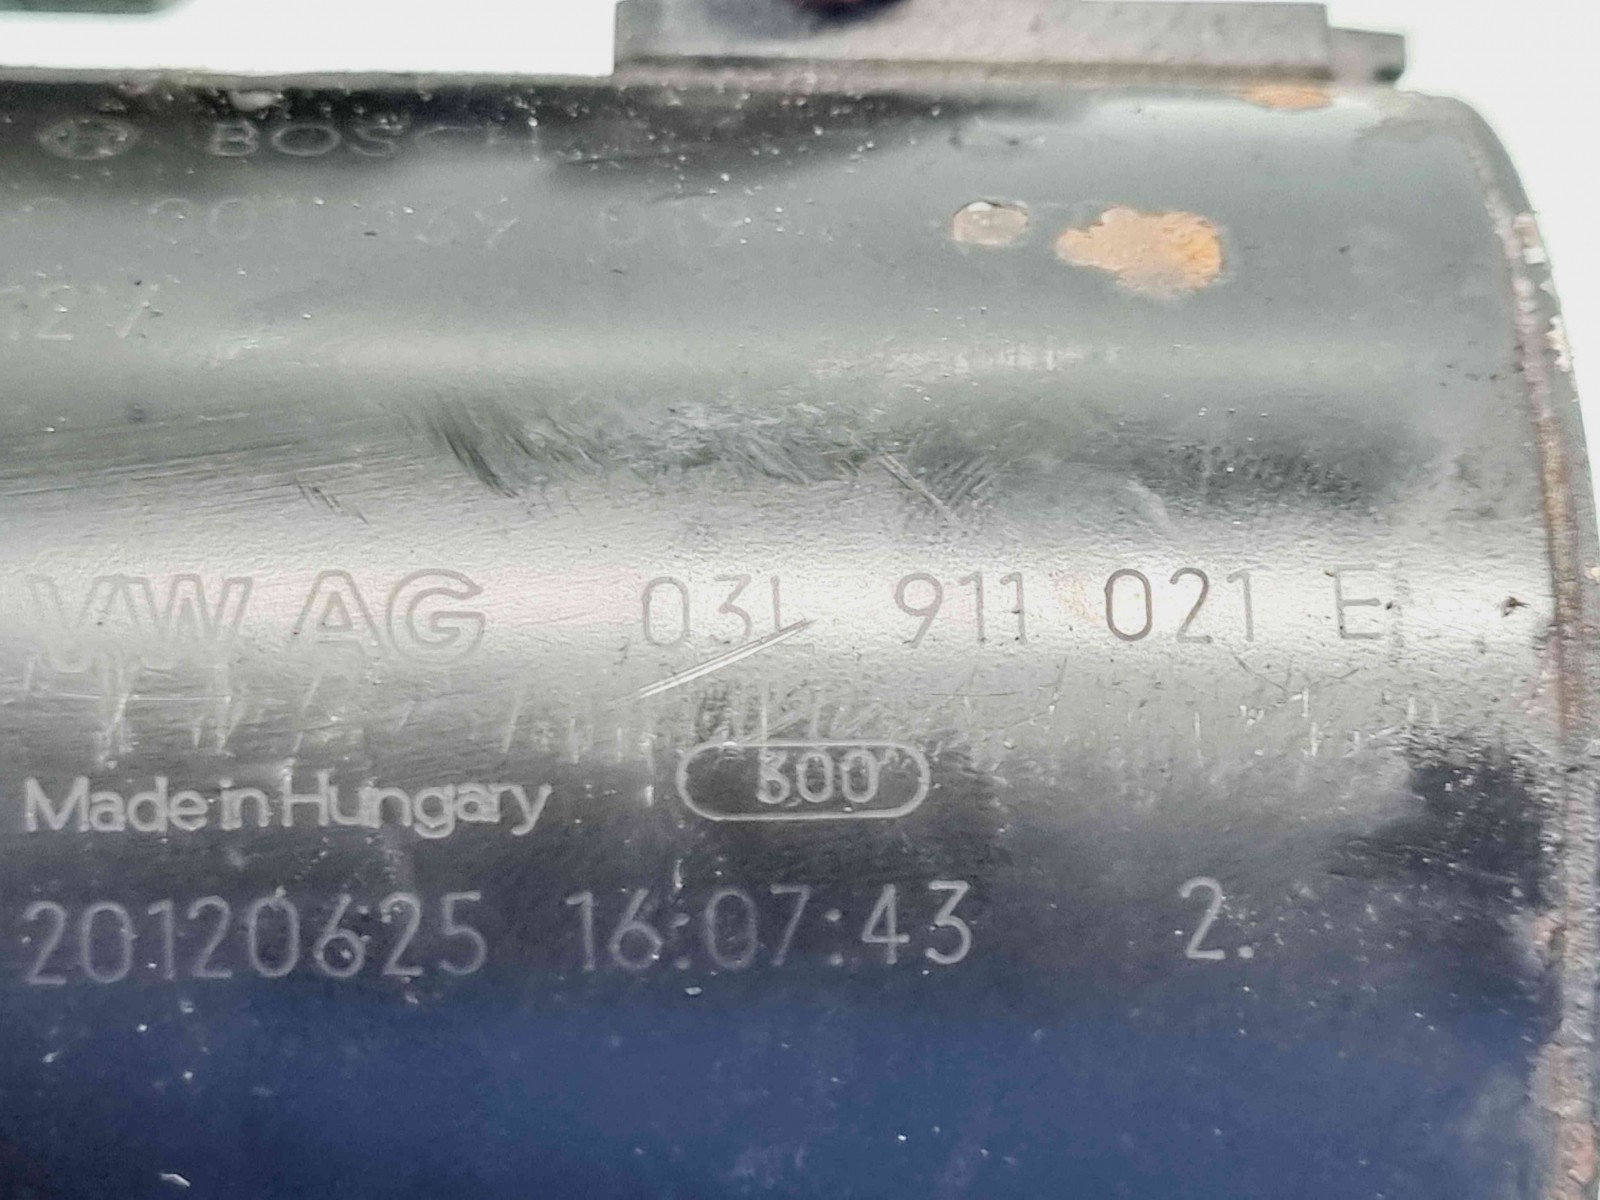 BOSCH
VW AG 03L 911 021 E
Made in Hungary 300
20120625 16:07:43 2.